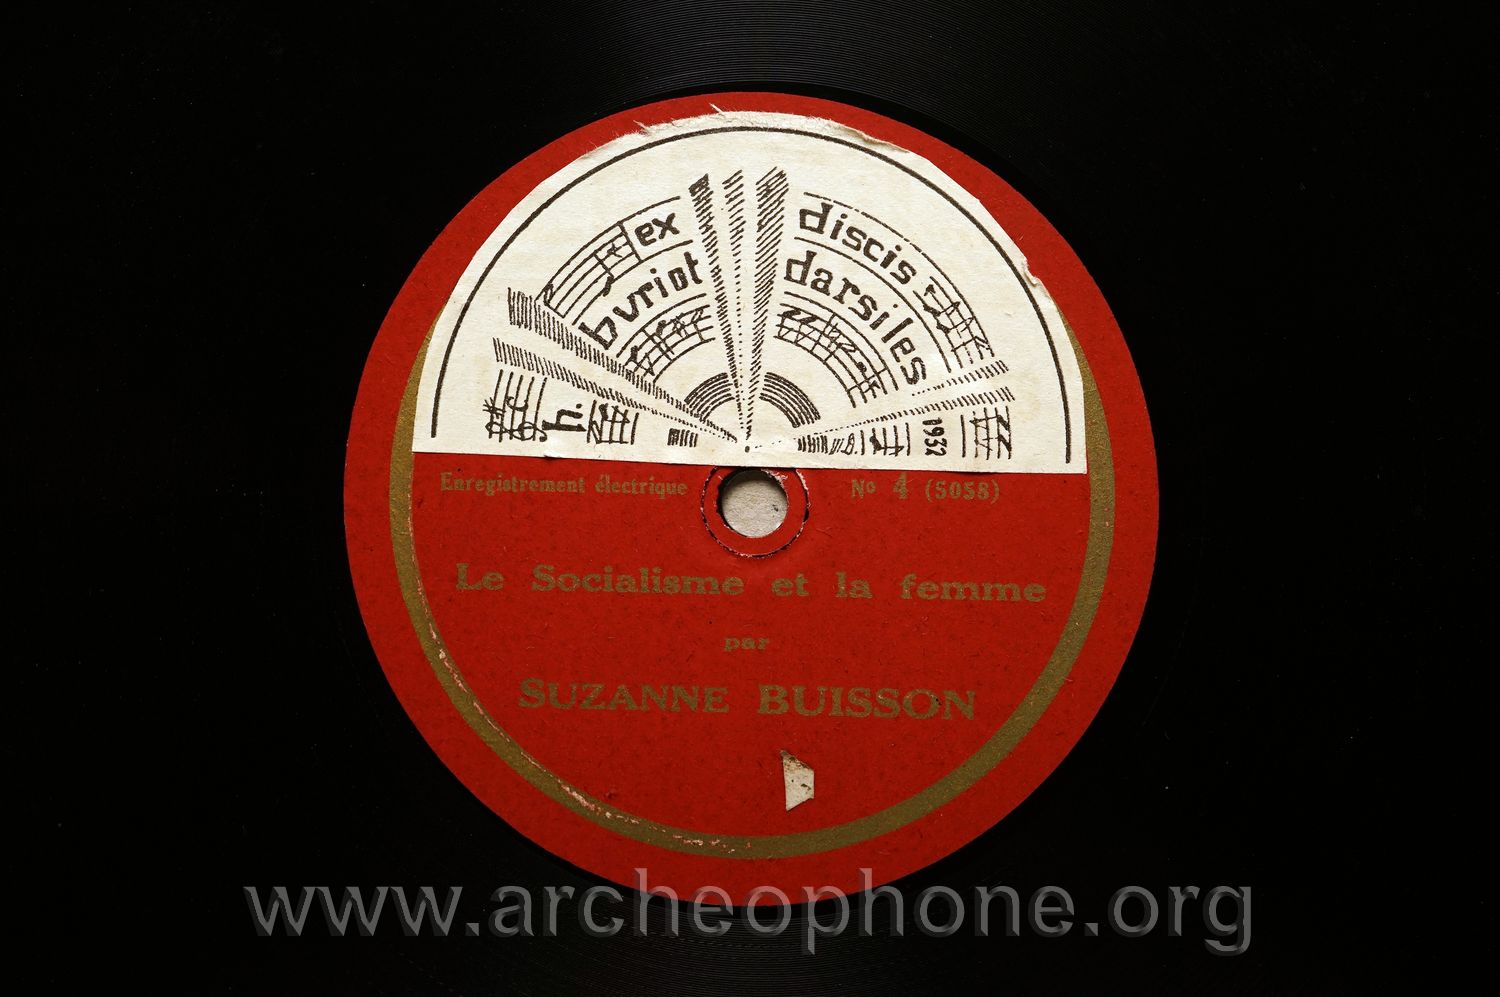 ex discis
buriot darsiles
h. 1932
Enregistrement électrique Nº 4 (5058)
Le Socialisme et la femme
par
SUZANNE BUISSON
www.archeophone.org